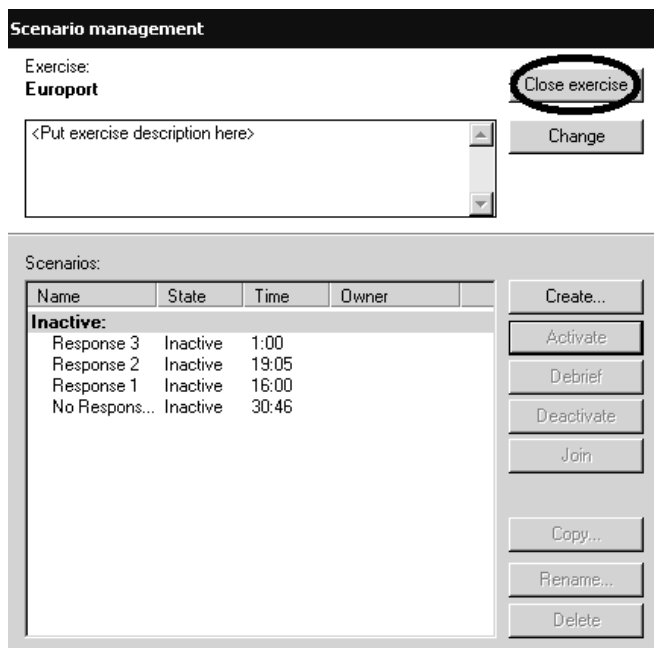 Scenario management
Exercise:
Europort
Close exercise
<Put exercise description here>
Change
Scenarios:
Name State Time Owner
Create...
Inactive:
Response 3 Inactive 1:00
Activate
Response 2 Inactive 19:05
Debrief
Response 1 Inactive 16:00
No Respons... Inactive 30:46
Deactivate
Join
Copy...
Rename...
Delete